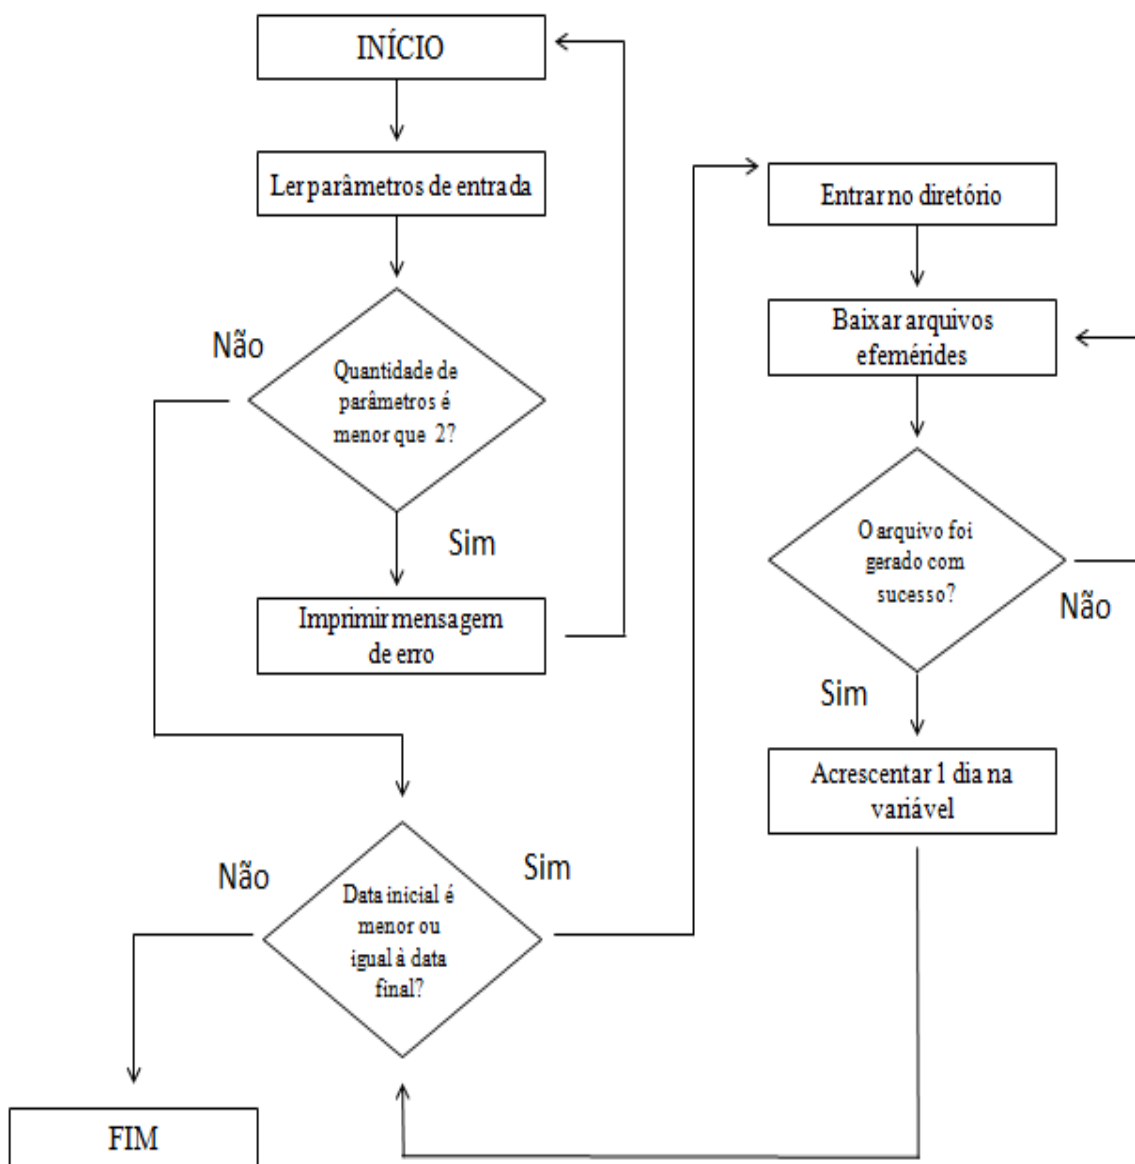 INÍCIO
Ler parâmetros de entrada
Não
Quantidade de
parâmetros é
menor que 2?
Sim
Imprimir mensagem
de erro
Não
Sim
Data inicial é
menor ou
igual à data
final?
FIM
Entrar no diretório
Baixar arquivos
efemérides
O arquivo foi
gerado com
sucesso?
Não
Sim
Acrescentar 1 dia na
variável